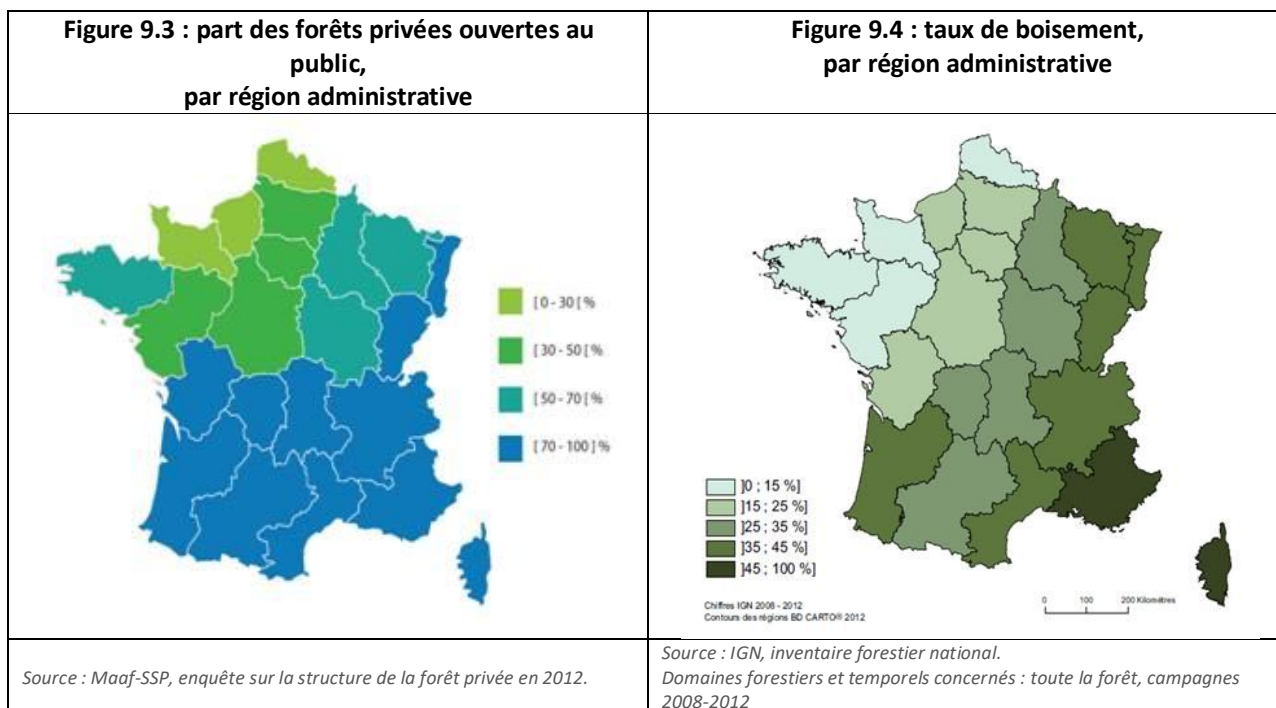 Figure 9.3 : part des forêts privées ouvertes au
public,
par région administrative
Figure 9.4 : taux de boisement,
par région administrative
[ 0 - 30 [ %
[ 30 - 50 [ %
[ 50 - 70 [ %
[ 70 - 100 ] %
]0 ; 15 %]
]15 ; 25 %]
]25 ; 35 %]
]35 ; 45 %]
]45 ; 100 %]
0 100 200 Kilomètres
Chiffres IGN 2008 - 2012
Contours des régions BD CARTO® 2012
Source : Maaf-SSP, enquête sur la structure de la forêt privée en 2012.
Source : IGN, inventaire forestier national.
Domaines forestiers et temporels concernés : toute la forêt, campagnes
2008-2012